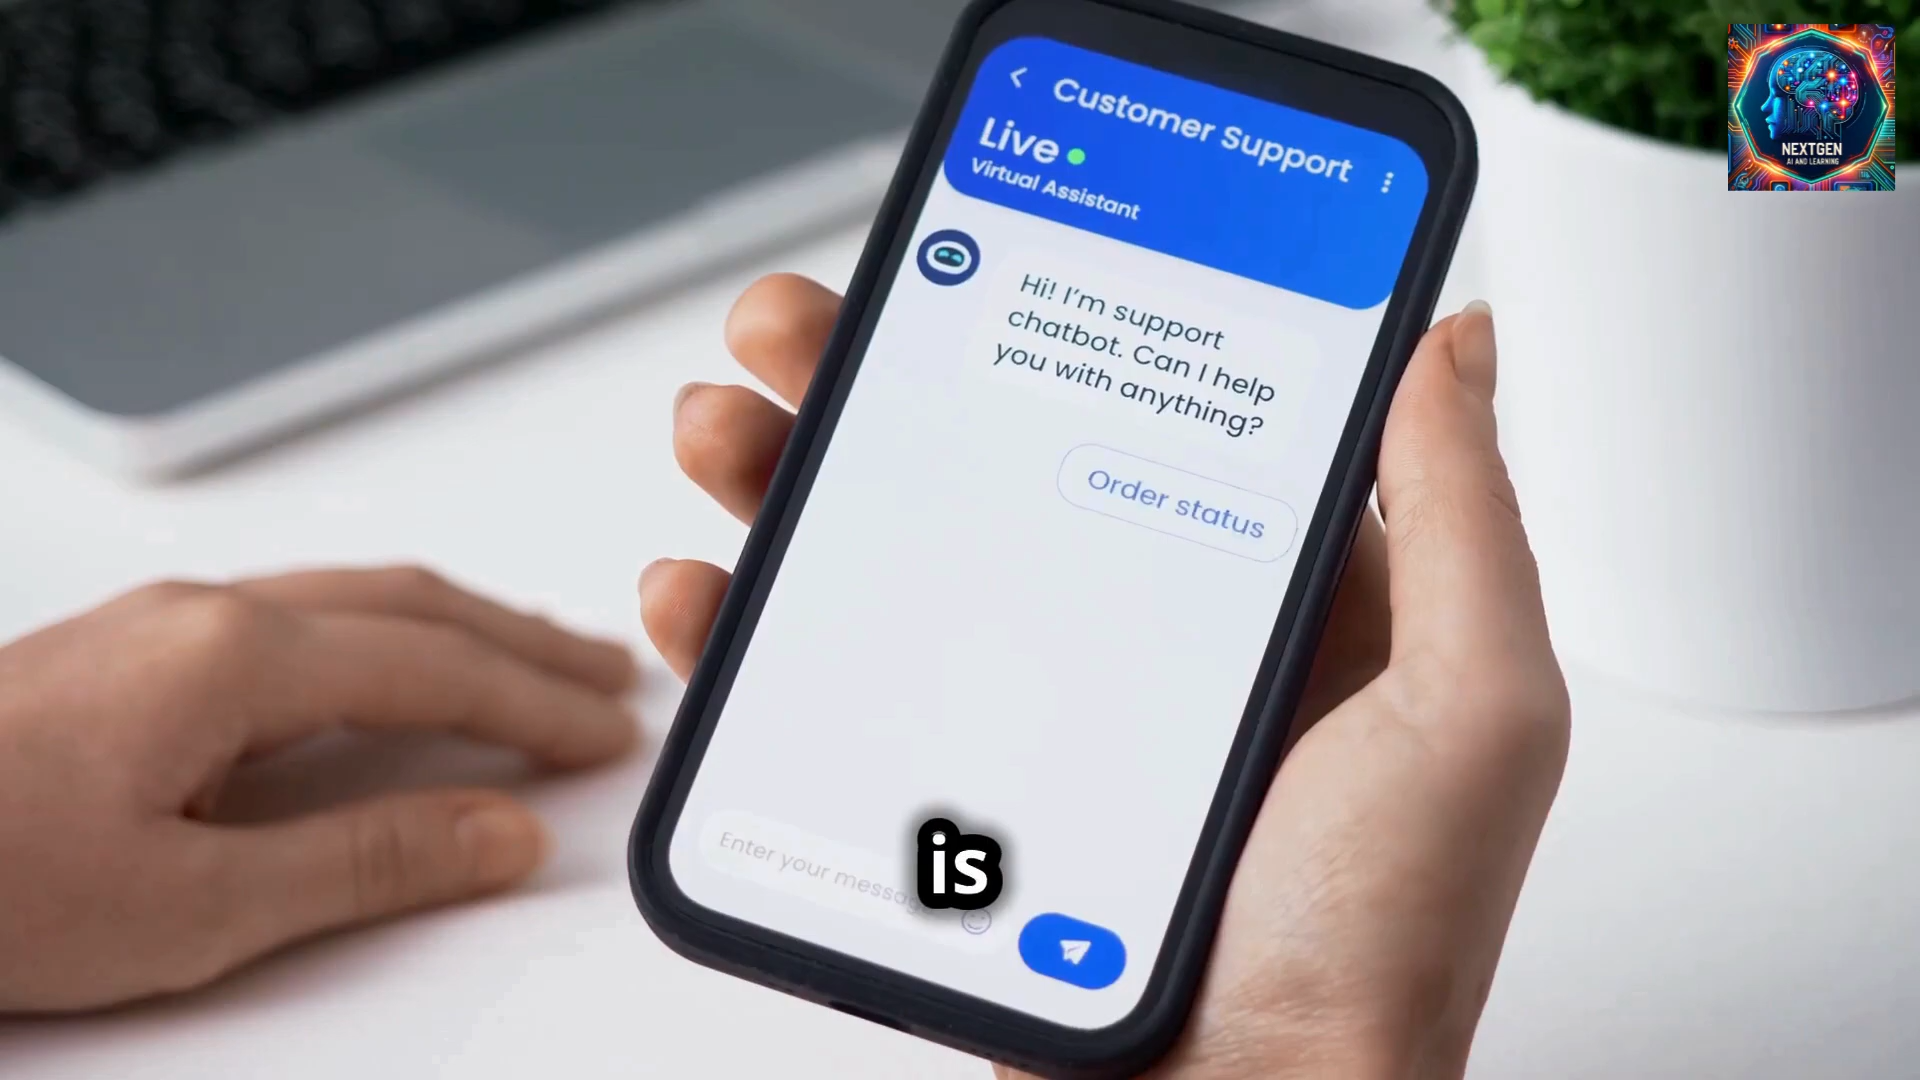 Customer Support
Live
Virtual Assistant
Hi! I'm support
chatbot. Can I help
you with anything?
Order status
Enter your message
is
NEXTGEN
AI AND LEARNING